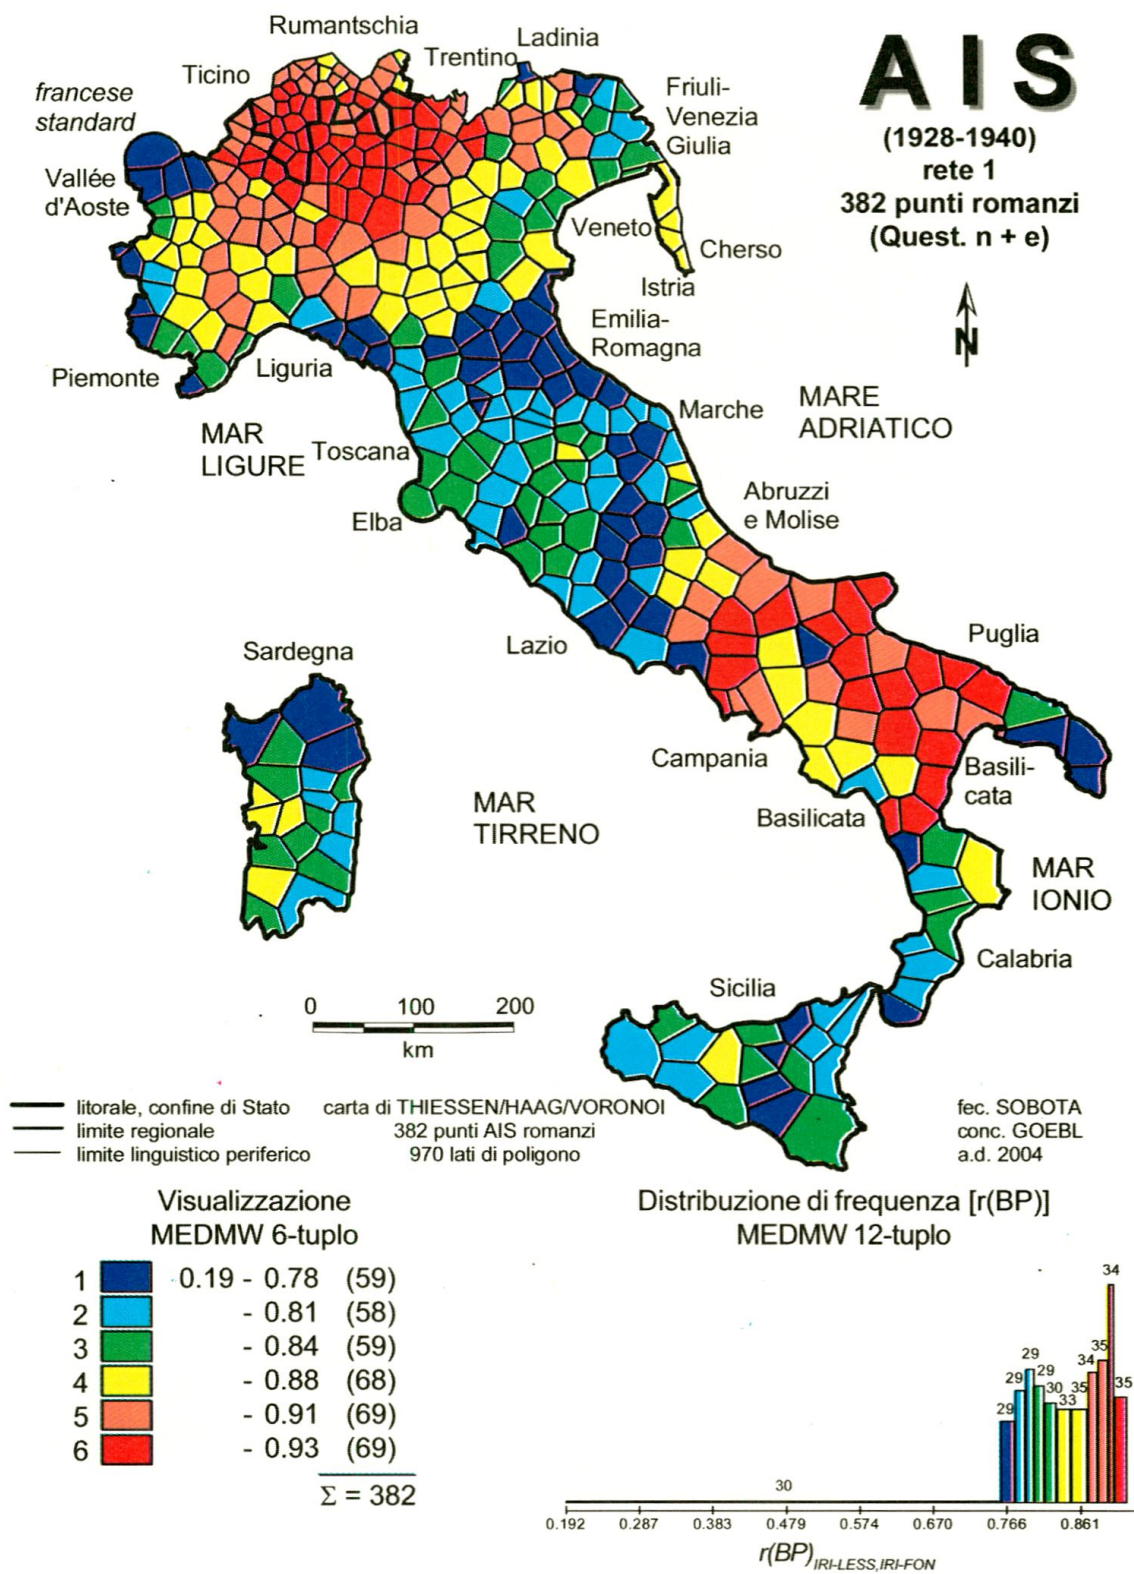 Rumantschia
Ladinia
Trentino
Ticino
francese
standard
Friuli-
Venezia
Giulia
Vallée
d'Aoste
Veneto
Cherso
Istria
Emilia-
Romagna
Piemonte
Liguria
MAR
LIGURE
Toscana
Marche
MARE
ADRIATICO
Elba
Abruzzi
e Molise
Lazio
Puglia
Sardegna
Campania
Basili-
cata
MAR
TIRRENO
Basilicata
MAR
IONIO
Calabria
Sicilia
AIS
(1928-1940)
rete 1
382 punti romanzi
(Quest. n + e)
N
0 100 200
km
litorale, confine di Stato
limite regionale
limite linguistico periferico
carta di THIESSEN/HAAG/VORONOI
382 punti AIS romanzi
970 lati di poligono
fec. SOBOTA
conc. GOEBL
a.d. 2004
Visualizzazione
MEDMW 6-tuplo
1 0.19 - 0.78 (59)
2 - 0.81 (58)
3 - 0.84 (59)
4 - 0.88 (68)
5 - 0.91 (69)
6 - 0.93 (69)
Σ = 382
Distribuzione di frequenza [r(BP)]
MEDMW 12-tuplo
30 29 29 29 29 30 33 35 34 35 34 35
0.192 0.287 0.383 0.479 0.574 0.670 0.766 0.861
r(BP) IRI-LESS,IRI-FON